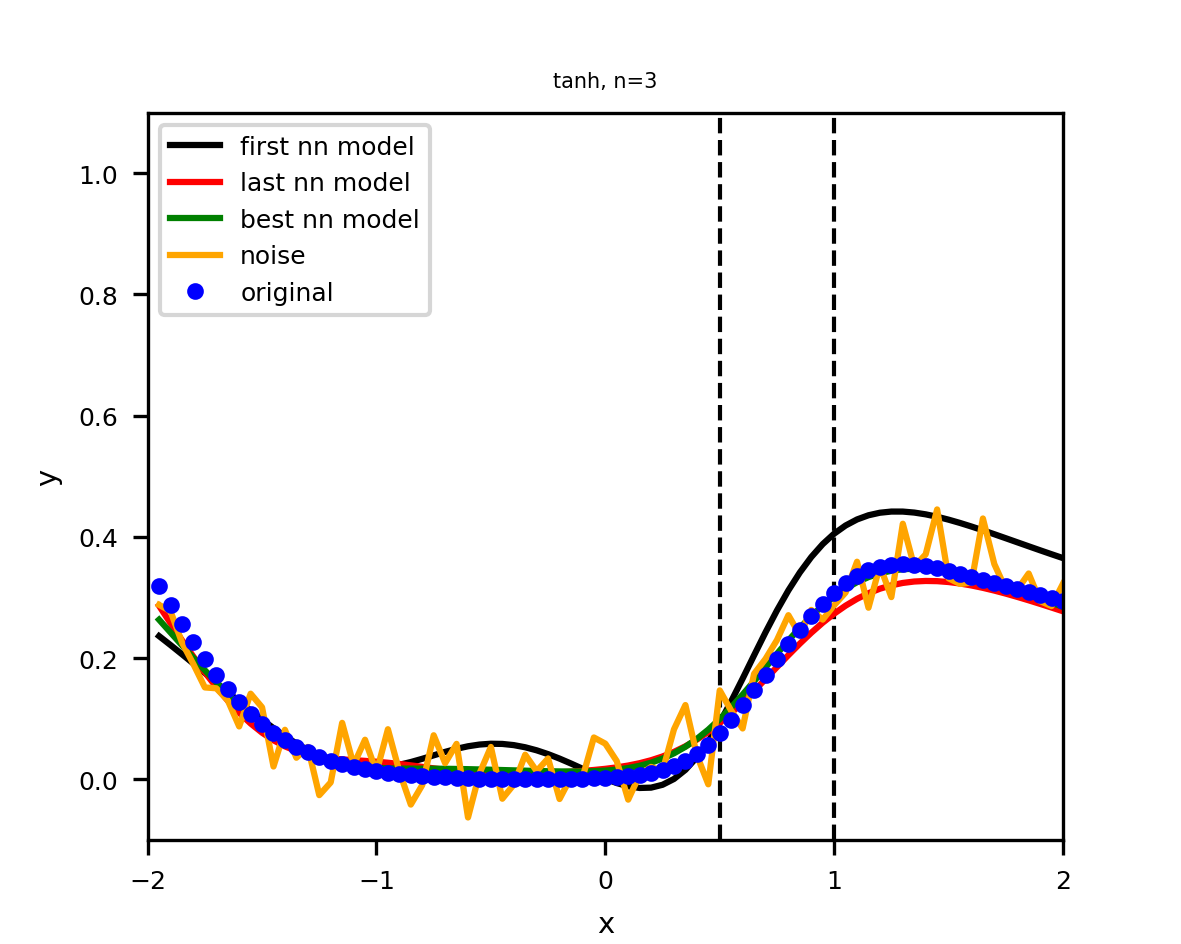 tanh, n=3
first nn model
last nn model
best nn model
noise
original
1.0
0.8
0.6
0.4
0.2
0.0
y
−2
−1
0
1
2
x